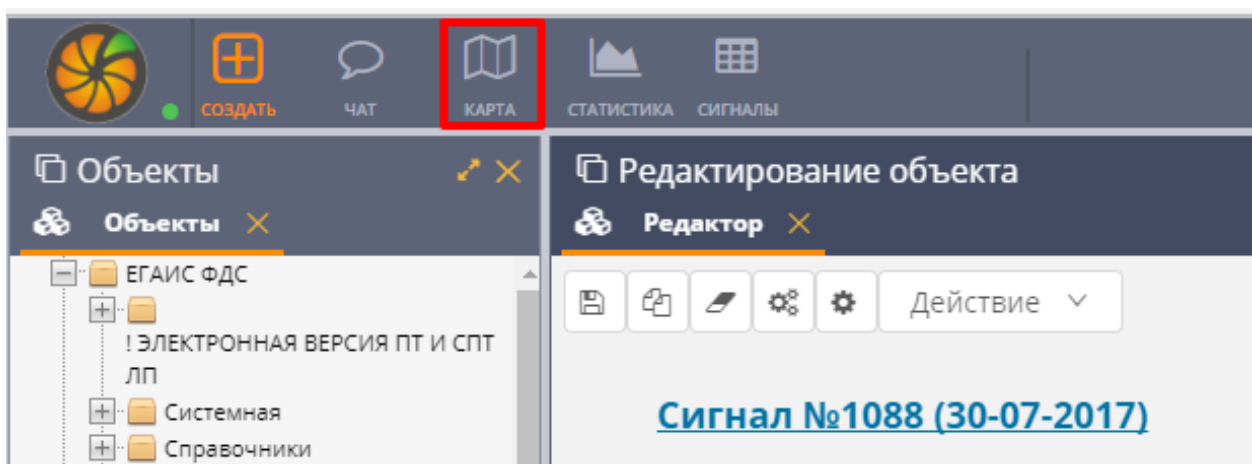 СОЗДАТЬ ЧАТ КАРТА СТАТИСТИКА СИГНАЛЫ
Объекты
Объекты
ЕГАИС ФДС
! ЭЛЕКТРОННАЯ ВЕРСИЯ ПТ И СПТ
ЛП
Системная
Справочники
Редактирование объекта
Редактор
Действие
Сигнал №1088 (30-07-2017)